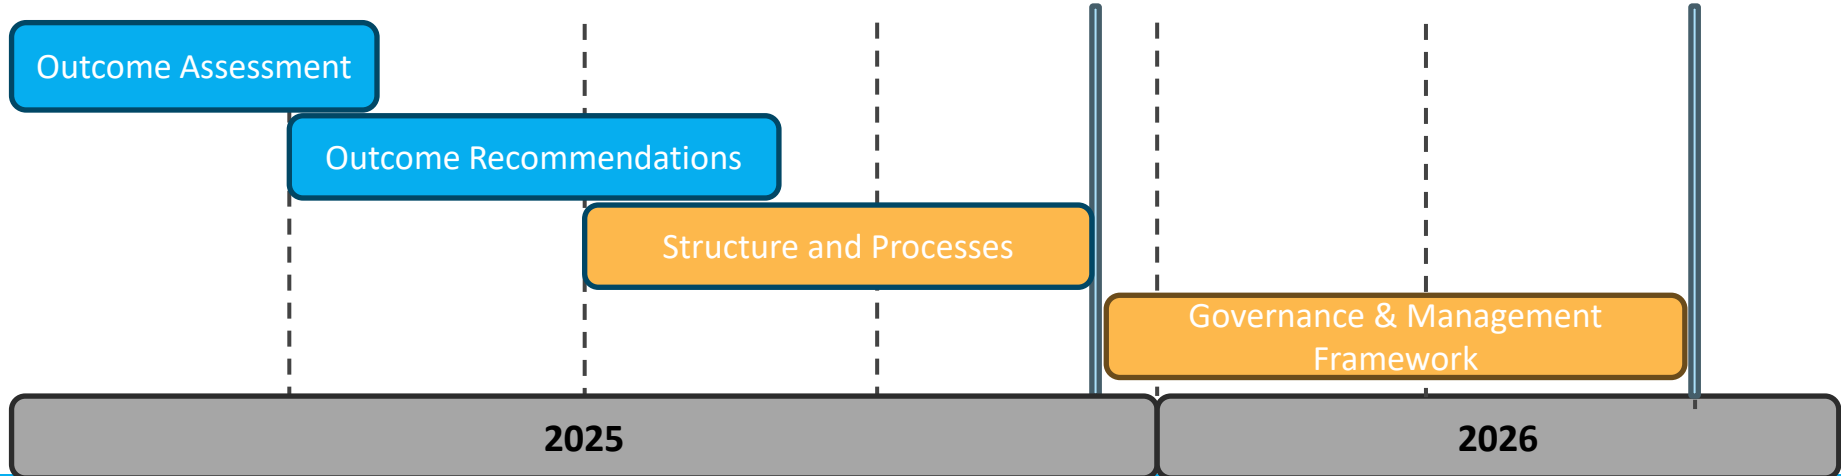 Outcome Assessment
Outcome Recommendations
Structure and Processes
Governance & Management
Framework
2025
2026